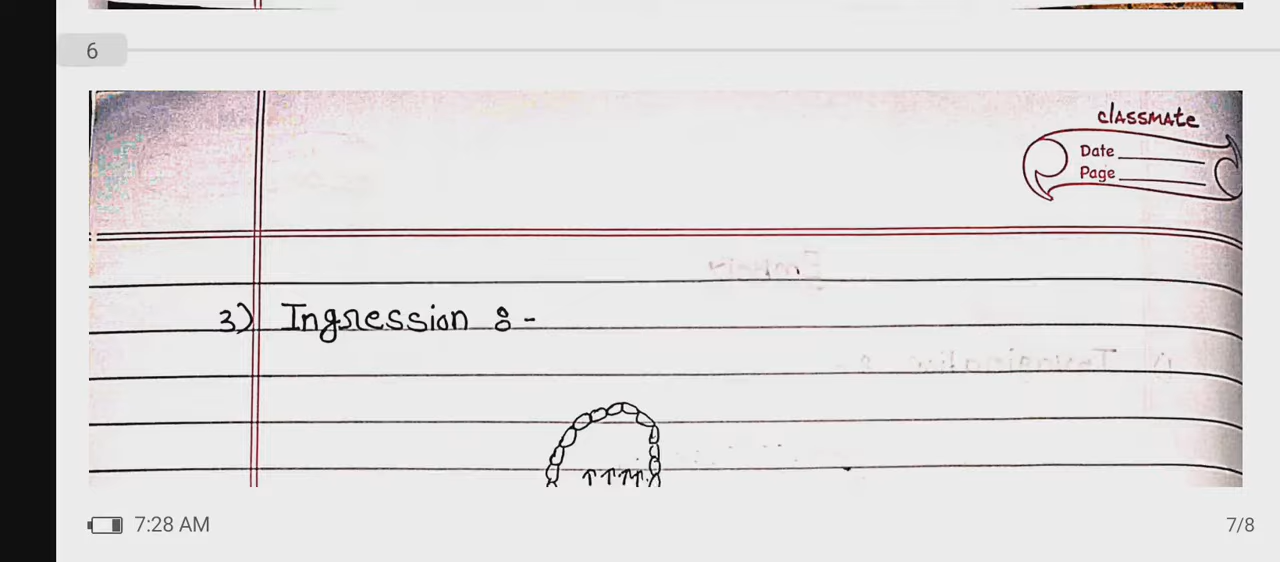 6
classmate
Date
Page
3) Ingression :-
7:28 AM
7/8